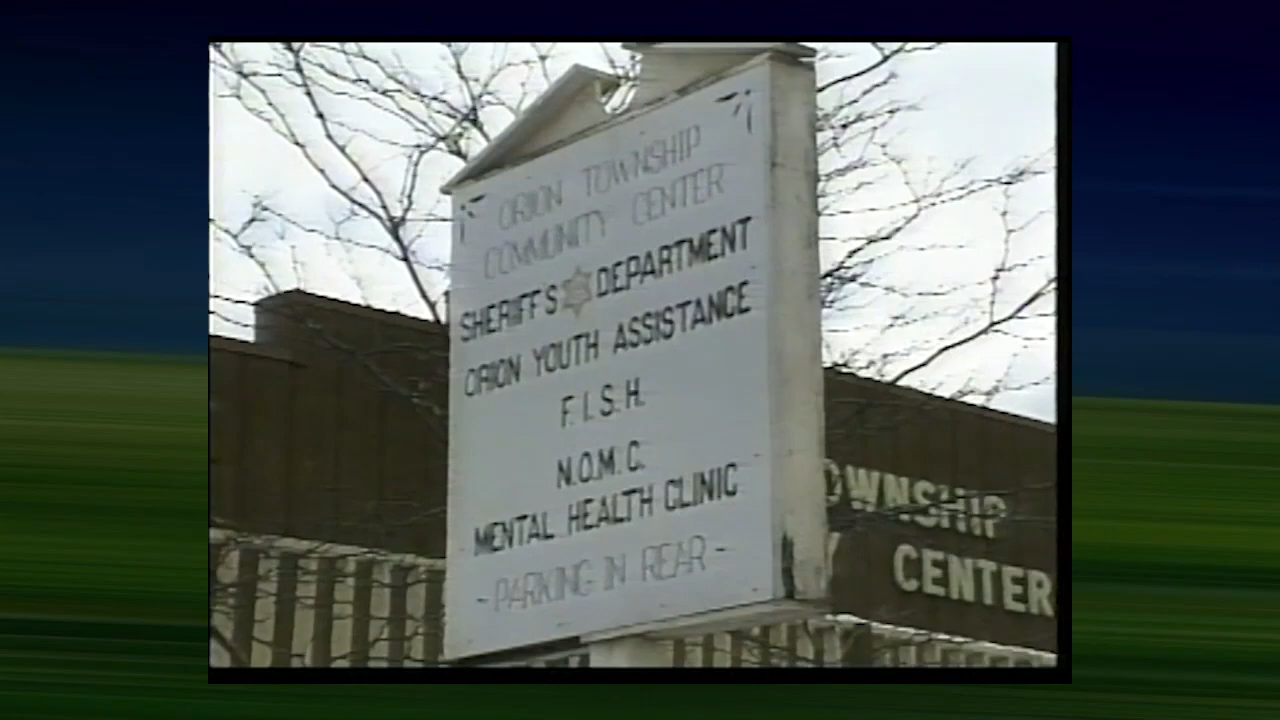 ORION TOWNSHIP
COMMUNITY CENTER
SHERIFF'S DEPARTMENT
ORION YOUTH ASSISTANCE
F. I. S. H.
N.O.M.C.
MENTAL HEALTH CLINIC
-PARKING IN REAR-
OWNSHIP
Y CENTER